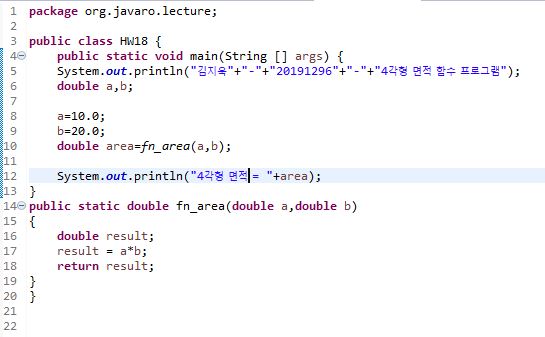 1 package org.javaro.lecture;
2
3 public class HW18 {
4 public static void main(String [] args) {
5 System.out.println("김지욱"+"-"+"20191296"+"-"+"4각형 면적 함수 프로그램");
6 double a,b;
7
8 a=10.0;
9 b=20.0;
10 double area=fn_area(a,b);
11
12 System.out.println("4각형 면적= "+area);
13 }
14 public static double fn_area(double a,double b)
15 {
16 double result;
17 result = a*b;
18 return result;
19 }
20 }
21
22